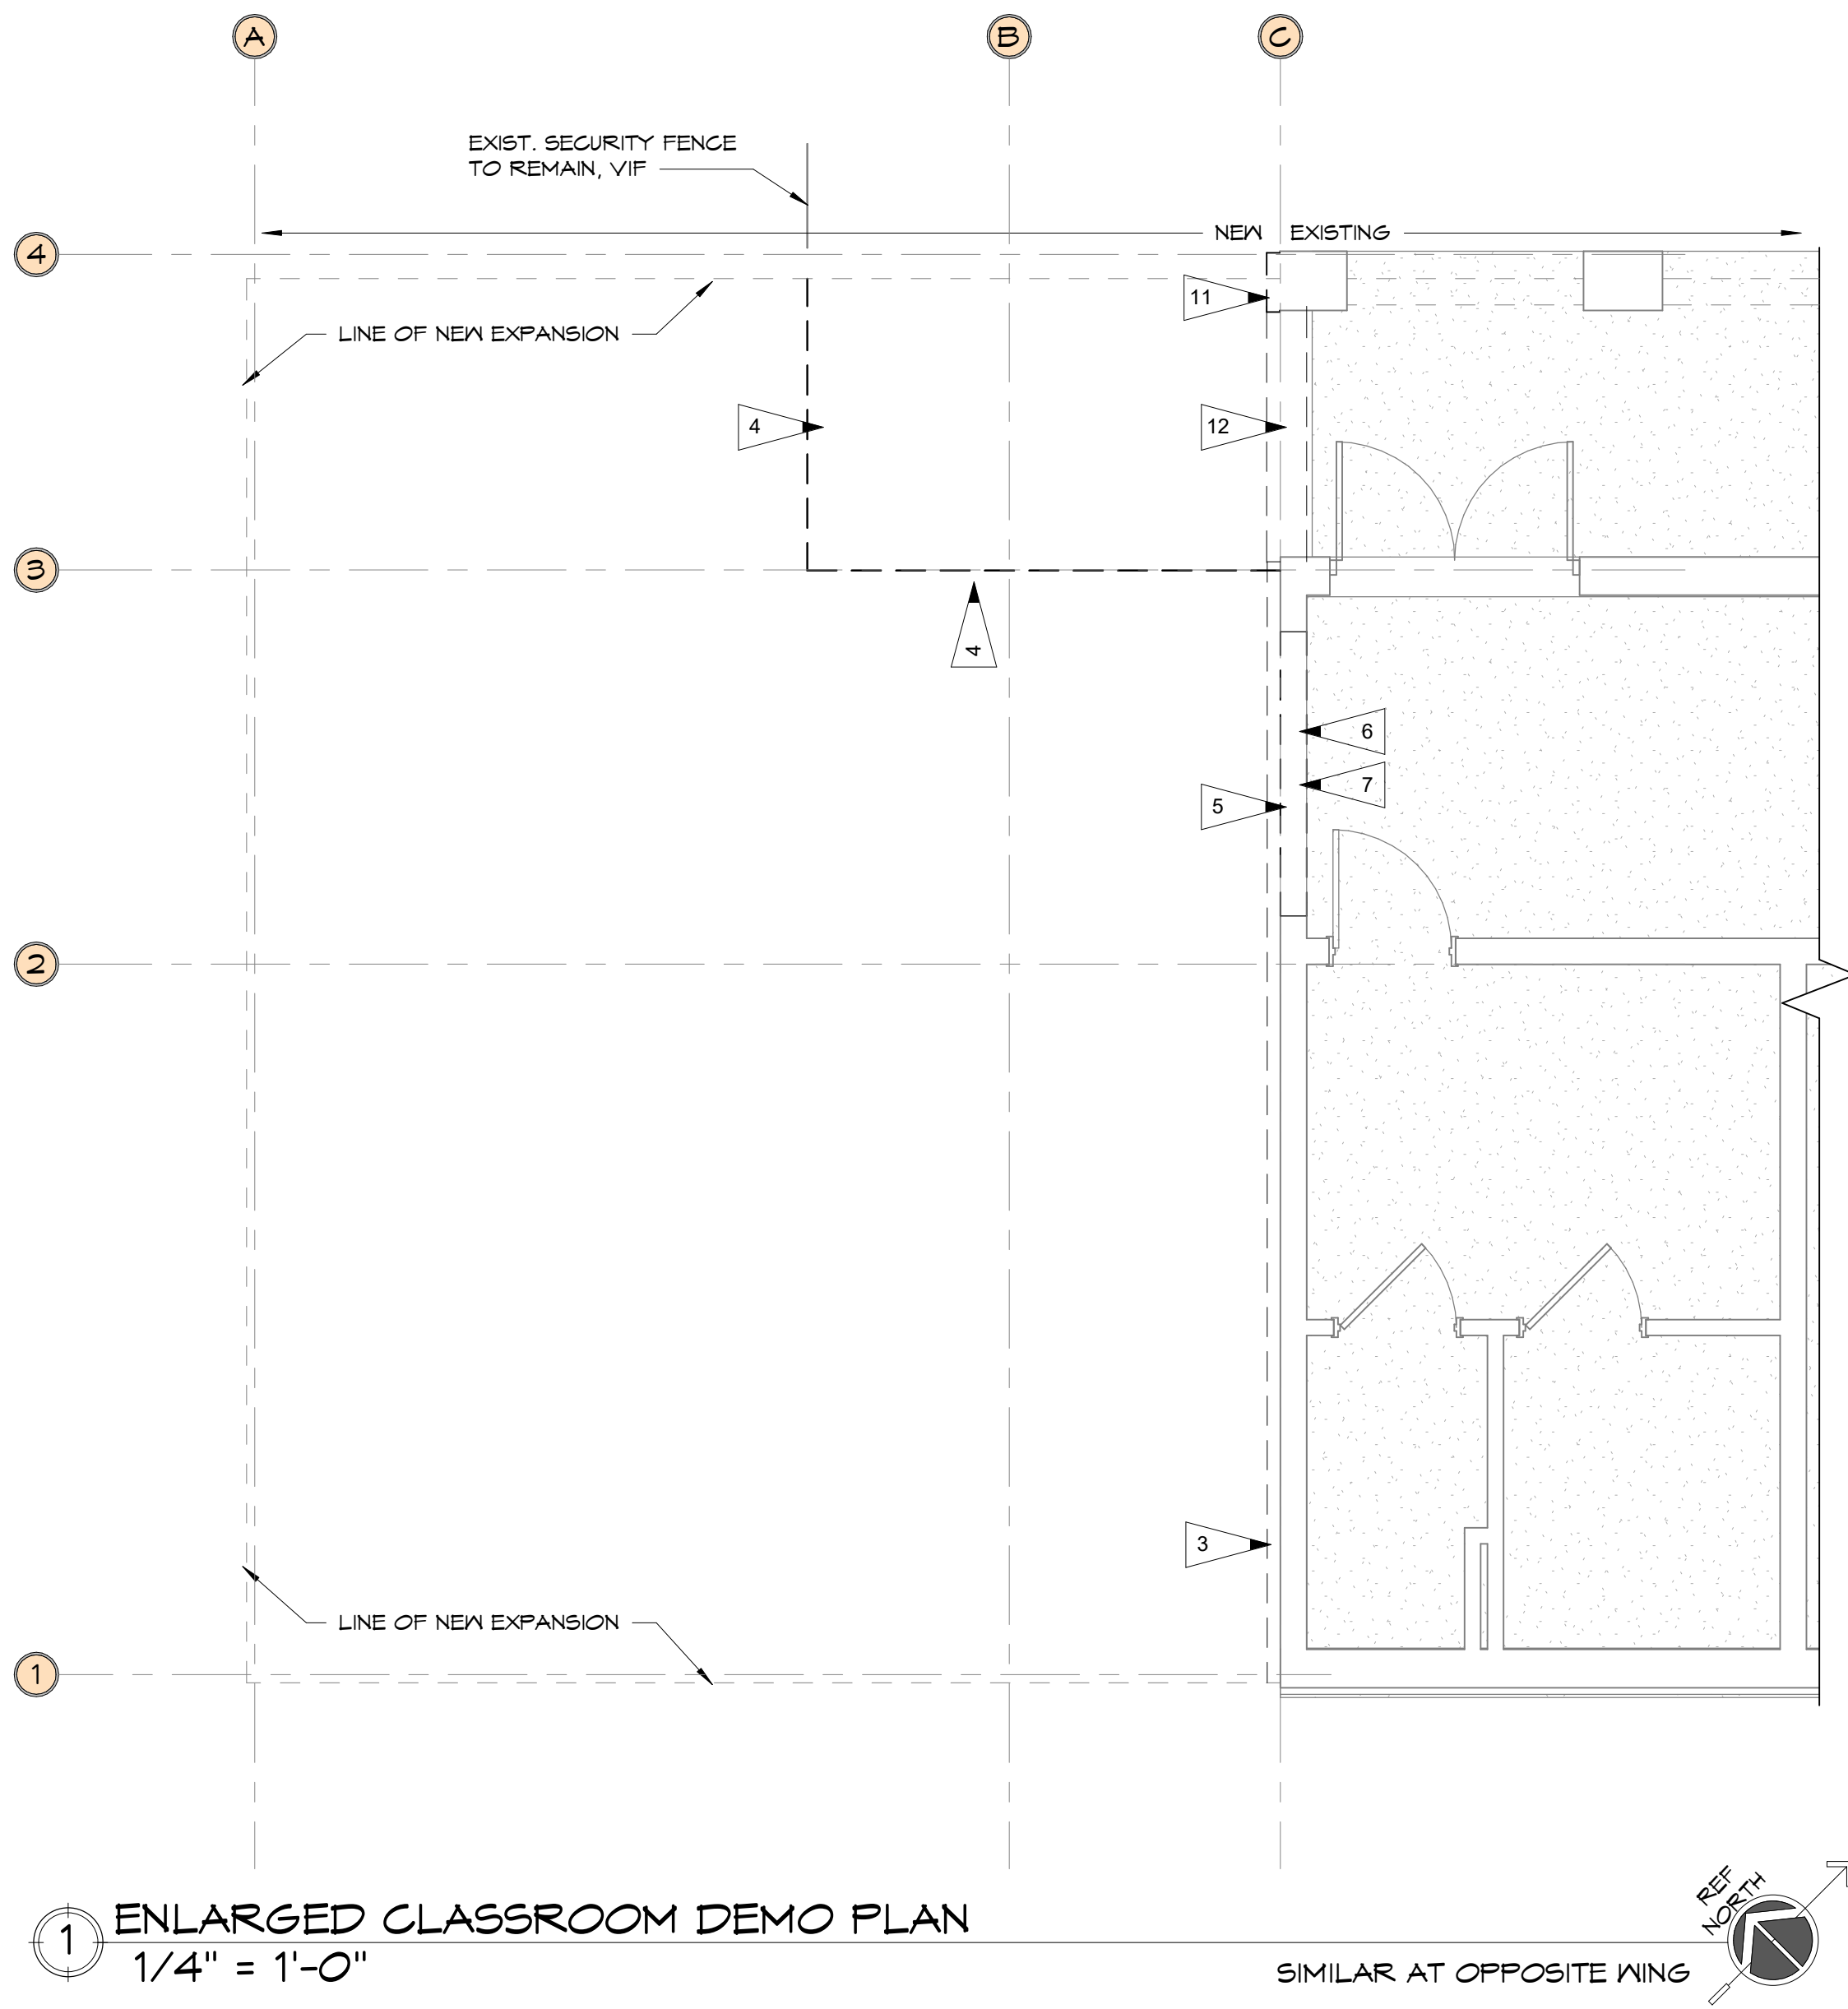 A
B
C
EXIST. SECURITY FENCE
TO REMAIN, VIF
NEW
EXISTING
4
11
LINE OF NEW EXPANSION
4
12
3
4
6
7
5
2
3
LINE OF NEW EXPANSION
1
REF
NORTH
1
ENLARGED CLASSROOM DEMO PLAN
1/4" = 1'-0"
SIMILAR AT OPPOSITE WING